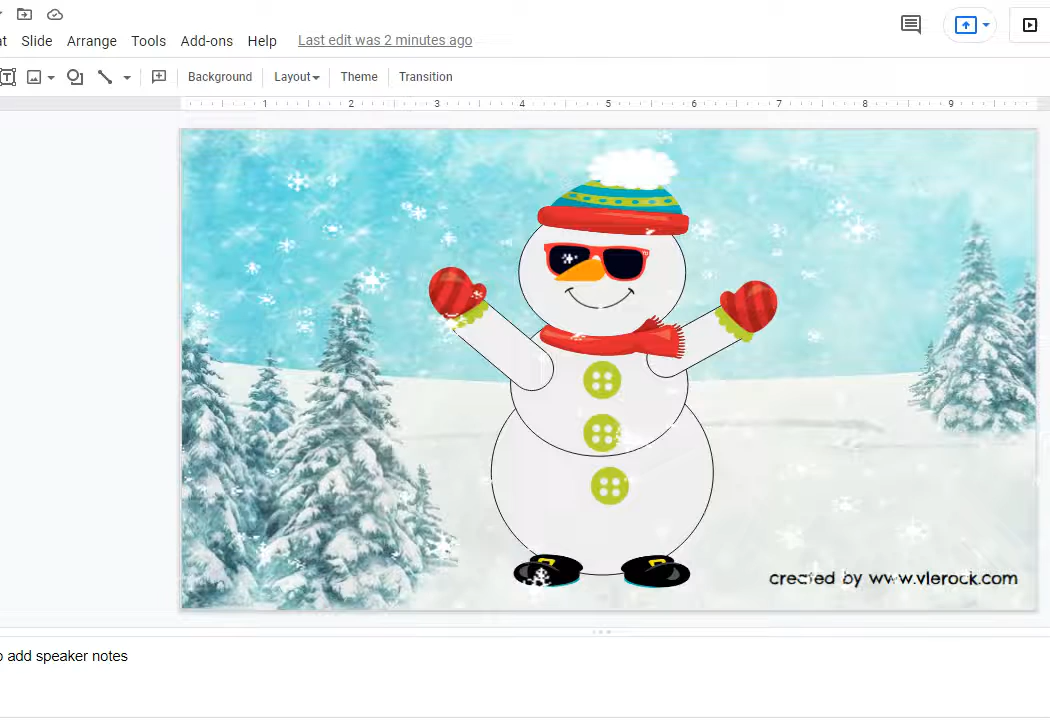 Slide Arrange Tools Add-ons Help Last edit was 2 minutes ago
Background Layout Theme Transition
1 2 3 4 5 6 7 8 9
created by www.vlerock.com
add speaker notes